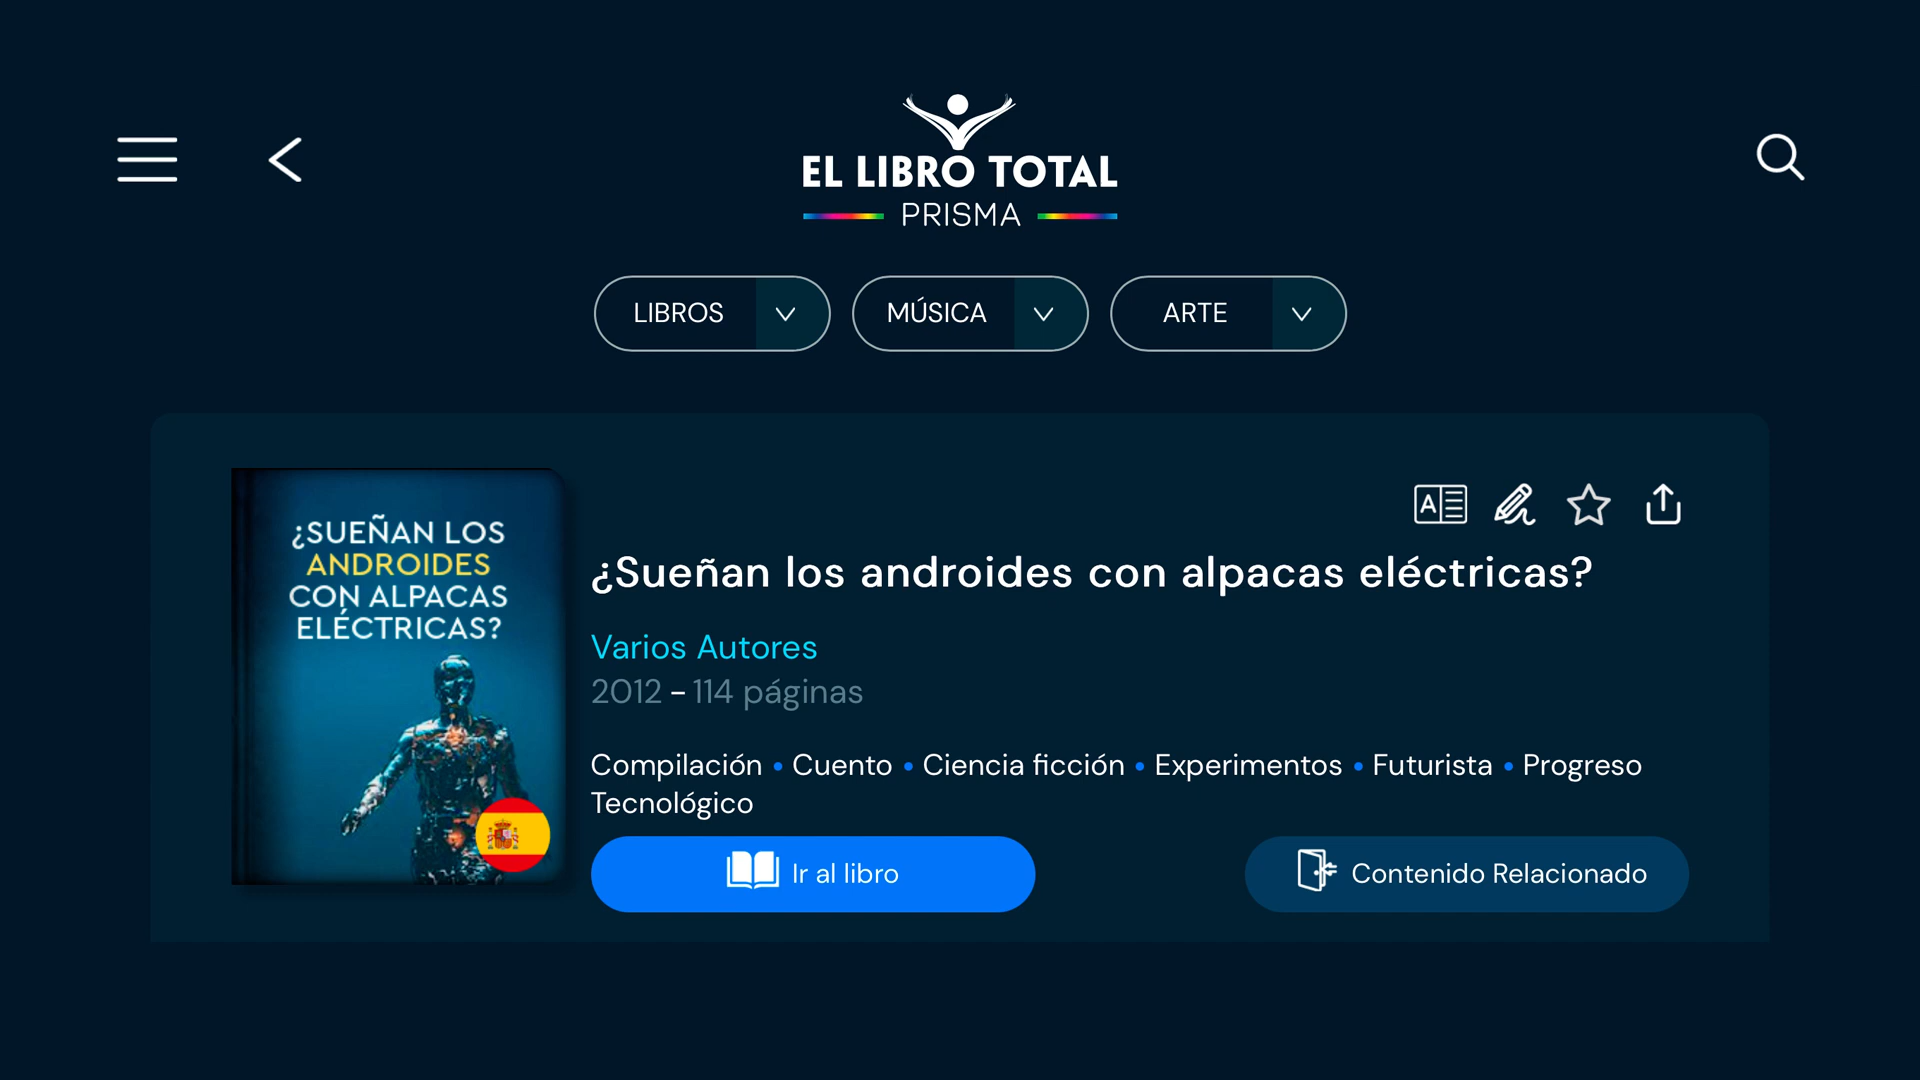 EL LIBRO TOTAL
PRISMA
LIBROS
MÚSICA
ARTE
¿SUEÑAN LOS
ANDROIDES
CON ALPACAS
ELÉCTRICAS?
A
¿Sueñan los androides con alpacas eléctricas?
Varios Autores
2012 - 114 páginas
Compilación • Cuento • Ciencia ficción • Experimentos • Futurista • Progreso
Tecnológico
Ir al libro
Contenido Relacionado